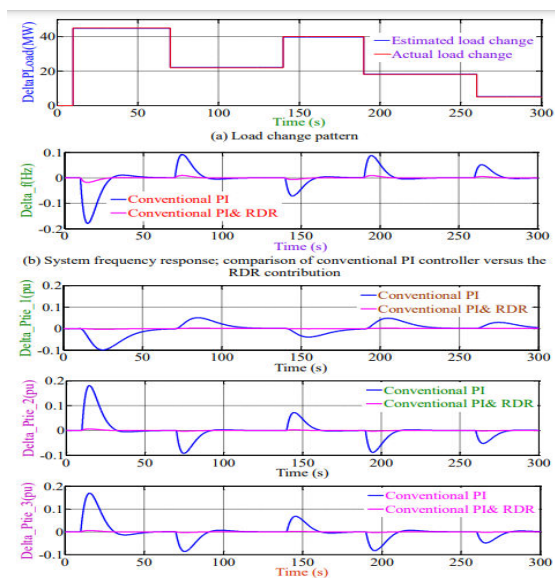 DeltaPLoad(MW)
40
20
0
Estimated load change
Actual load change
0 50 100 150 200 250 300
Time (s)
(a) Load change pattern
Delta_f(Hz)
0.1
0
-0.1
-0.2
Conventional PI
Conventional PI& RDR
0 50 100 150 200 250 300
Time (s)
(b) System frequency response; comparison of conventional PI controller versus the
RDR contribution
Delta_Ptie_1(pu)
0.2
0.1
0
-0.1
Conventional PI
Conventional PI& RDR
0 50 100 150 200 250 300
Time (s)
Delta_Ptie_2(pu)
0.2
0.1
0
-0.1
Conventional PI
Conventional PI& RDR
0 50 100 150 200 250 300
Time (s)
Delta_Ptie_3(pu)
0.2
0.1
0
-0.1
Conventional PI
Conventional PI& RDR
0 50 100 150 200 250 300
Time (s)